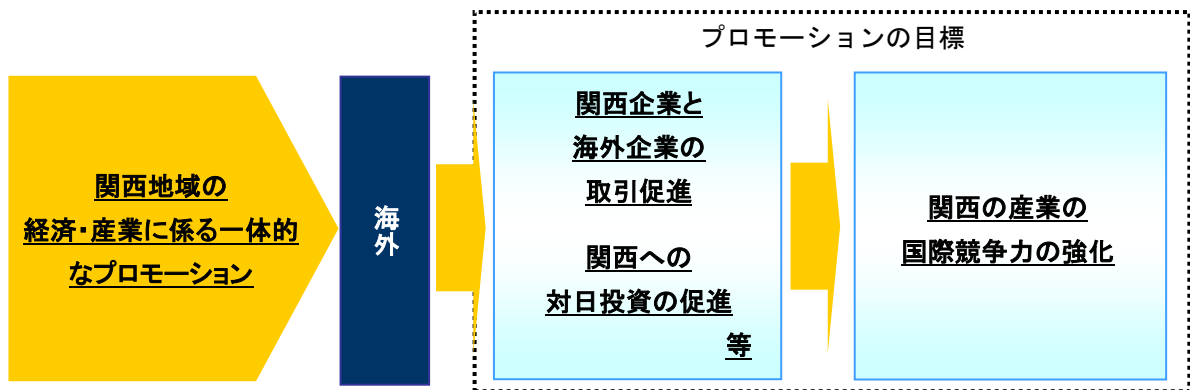 プロモーションの目標
関西地域の
経済・産業に係る一体的
なプロモーション
海外
関西企業と
海外企業の
取引促進
関西への
対日投資の促進
等
関西の産業の
国際競争力の強化